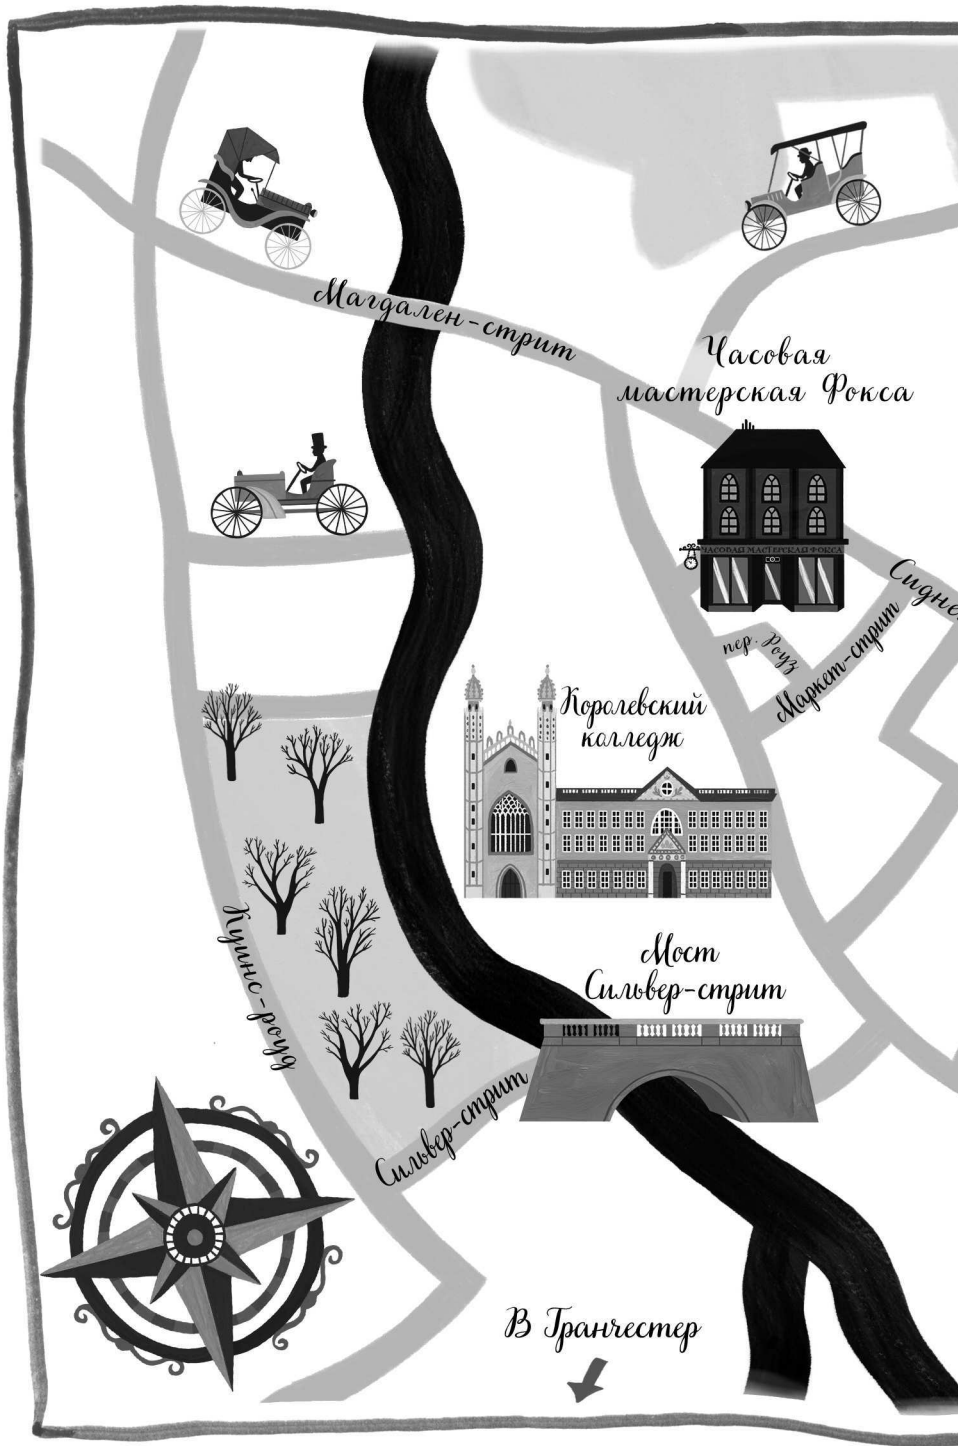 Магдален-стрит
Часовая
мастерская Фокса
ЧАСОВАЯ МАСТЕРСКАЯ ФОКСА
Сидне
пер. Роуз
Маркет-стрит
Королевский
колледж
Куинс-роуд
Мост
Сильвер-стрит
Сильвер-стрит
В Гранчестер